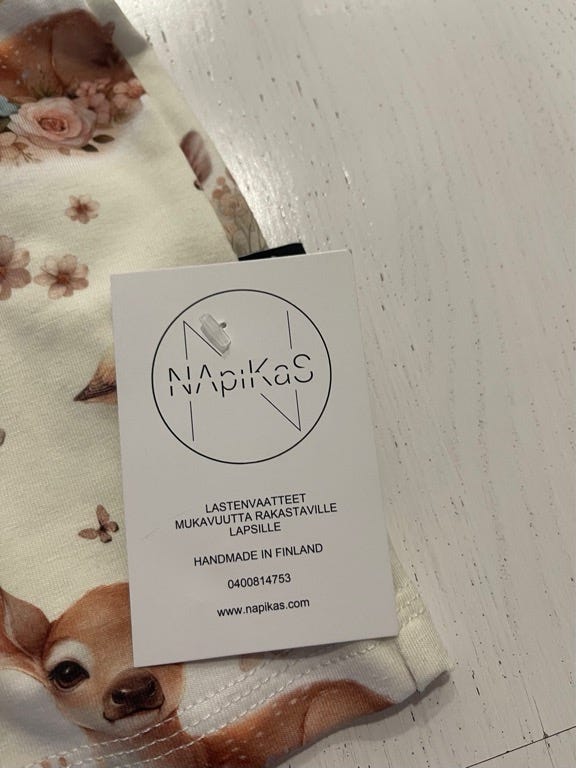 NApiKaS
LASTENVAATTEET
MUKAVUUTTA RAKASTAVILLE
LAPSILLE
HANDMADE IN FINLAND
0400814753
www.napikas.com